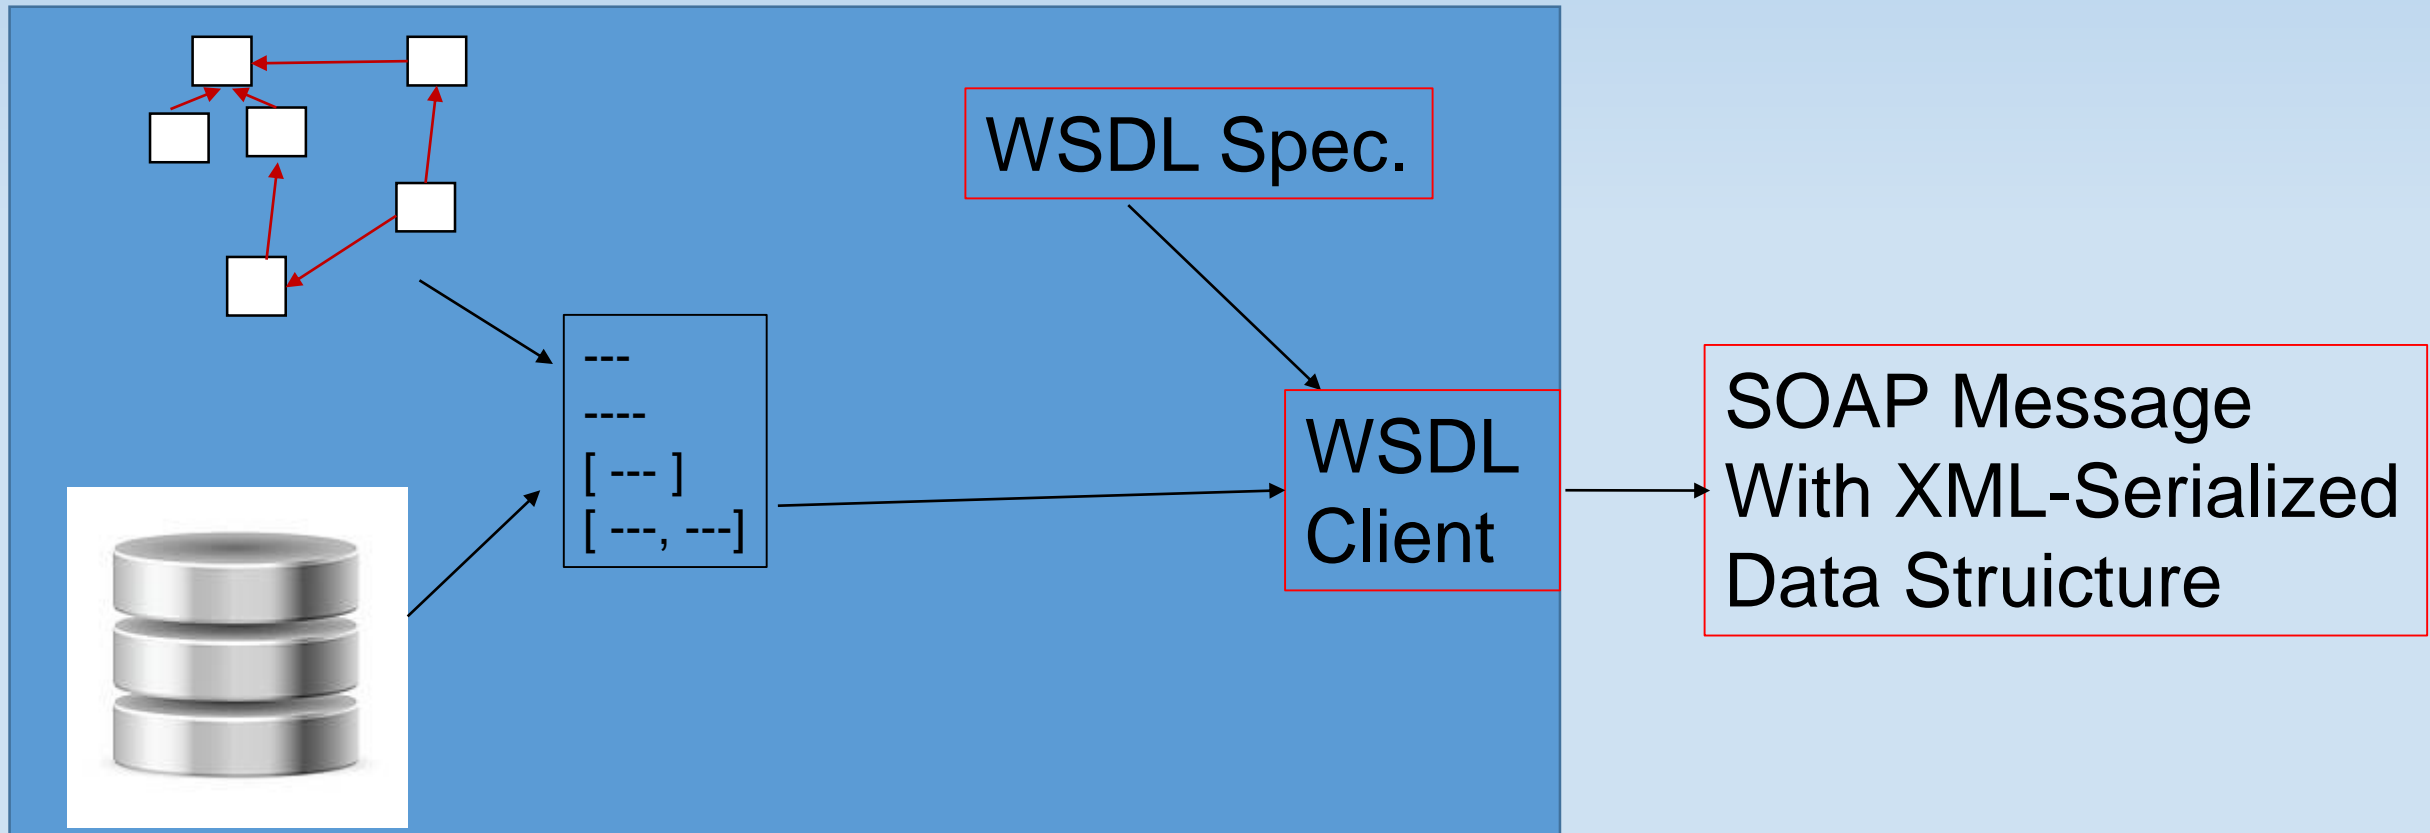 WSDL Spec.
---
----
[ --- ]
[ ---, ---]
WSDL
Client
SOAP Message
With XML-Serialized
Data Struicture